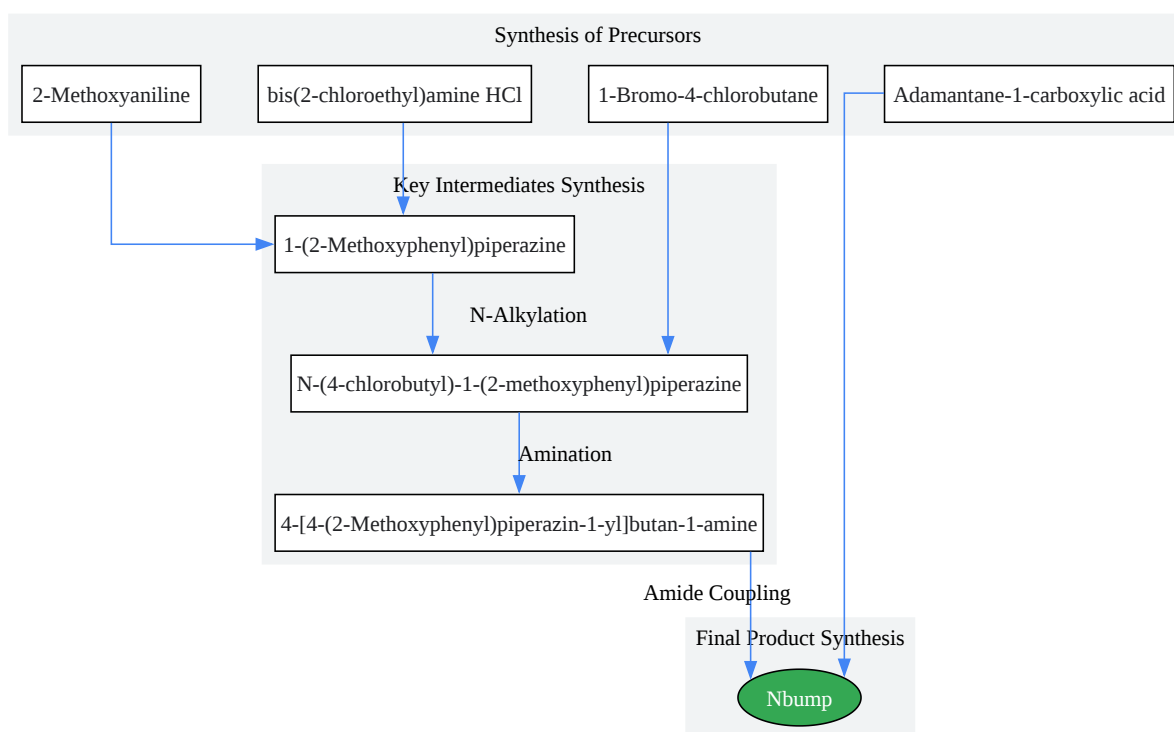 Synthesis of Precursors
2-Methoxyaniline
bis(2-chloroethyl)amine HCl
1-Bromo-4-chlorobutane
Adamantane-1-carboxylic acid
Key Intermediates Synthesis
1-(2-Methoxyphenyl)piperazine
N-Alkylation
N-(4-chlorobutyl)-1-(2-methoxyphenyl)piperazine
Amination
4-[4-(2-Methoxyphenyl)piperazin-1-yl]butan-1-amine
Amide Coupling
Final Product Synthesis
Nbump